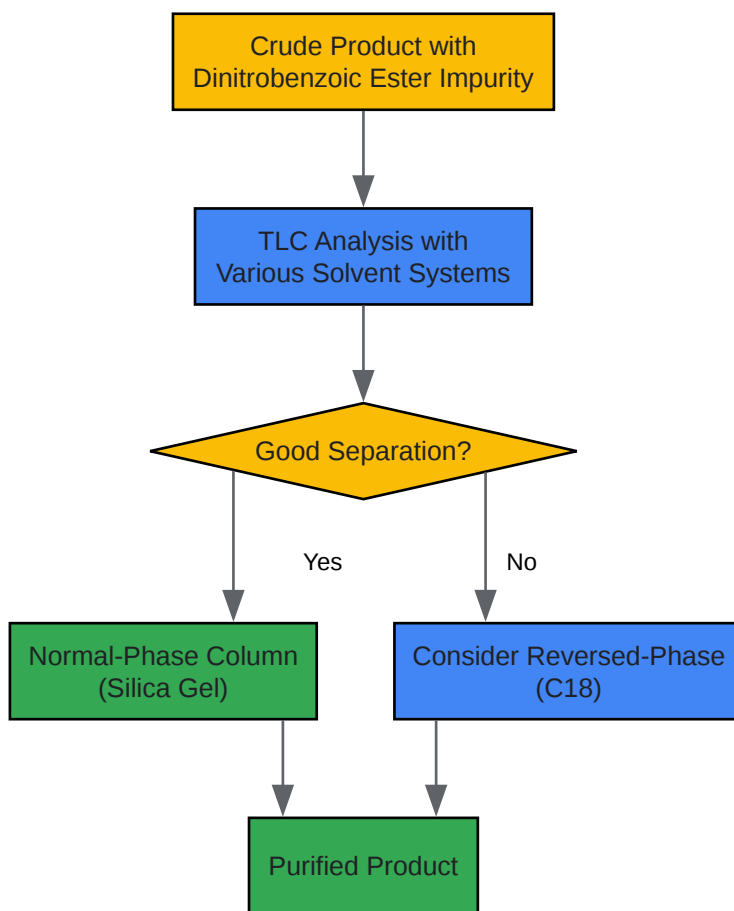 Crude Product with
Dinitrobenzoic Ester Impurity
TLC Analysis with
Various Solvent Systems
Good Separation?
Yes
No
Normal-Phase Column
(Silica Gel)
Consider Reversed-Phase
(C18)
Purified Product